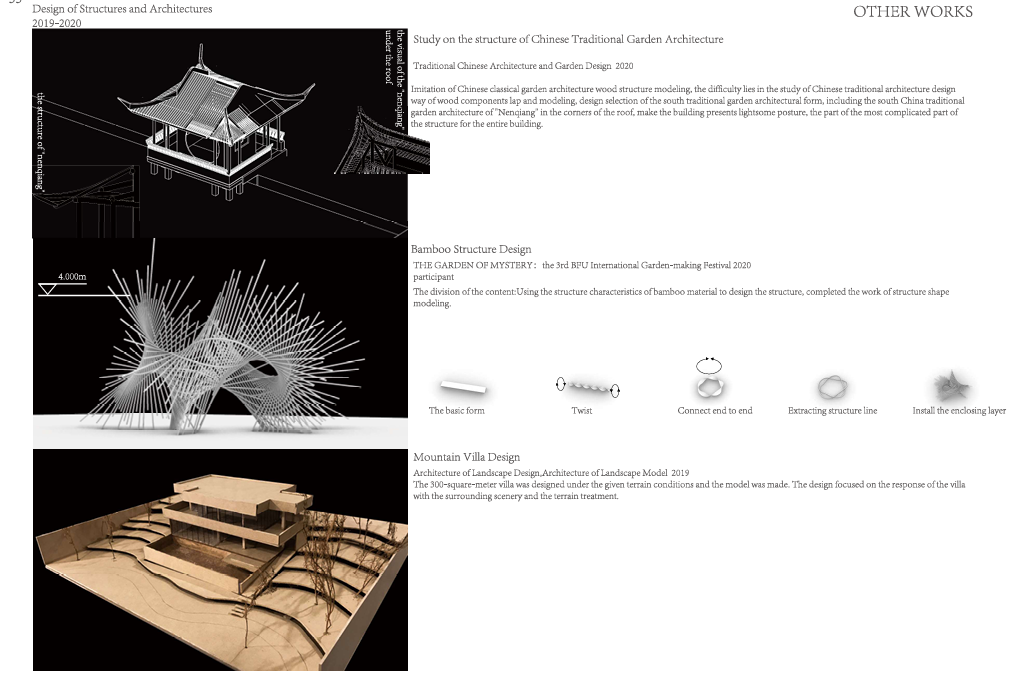 Design of Structures and Architectures
2019-2020
OTHER WORKS
the structure of "nenqiang"
the visual of the "nenqiang"
under the roof
Study on the structure of Chinese Traditional Garden Architecture
Traditional Chinese Architecture and Garden Design 2020
Imitation of Chinese classical garden architecture wood structure modeling, the difficulty lies in the study of Chinese traditional architecture design
way of wood components lap and modeling, design selection of the south traditional garden architectural form, including the south China traditional
garden architecture of "Nenqiang" in the corners of the roof, make the building presents lightsome posture, the part of the most complicated part of
the structure for the entire building.
4.000m
Bamboo Structure Design
THE GARDEN OF MYSTERY: the 3rd BFU International Garden-making Festival 2020
participant
The division of the content:Using the structure characteristics of bamboo material to design the structure, completed the work of structure shape
modeling.
The basic form
Twist
Connect end to end
Extracting structure line
Install the enclosing layer
Mountain Villa Design
Architecture of Landscape Design,Architecture of Landscape Model 2019
The 300-square-meter villa was designed under the given terrain conditions and the model was made. The design focused on the response of the villa
with the surrounding scenery and the terrain treatment.